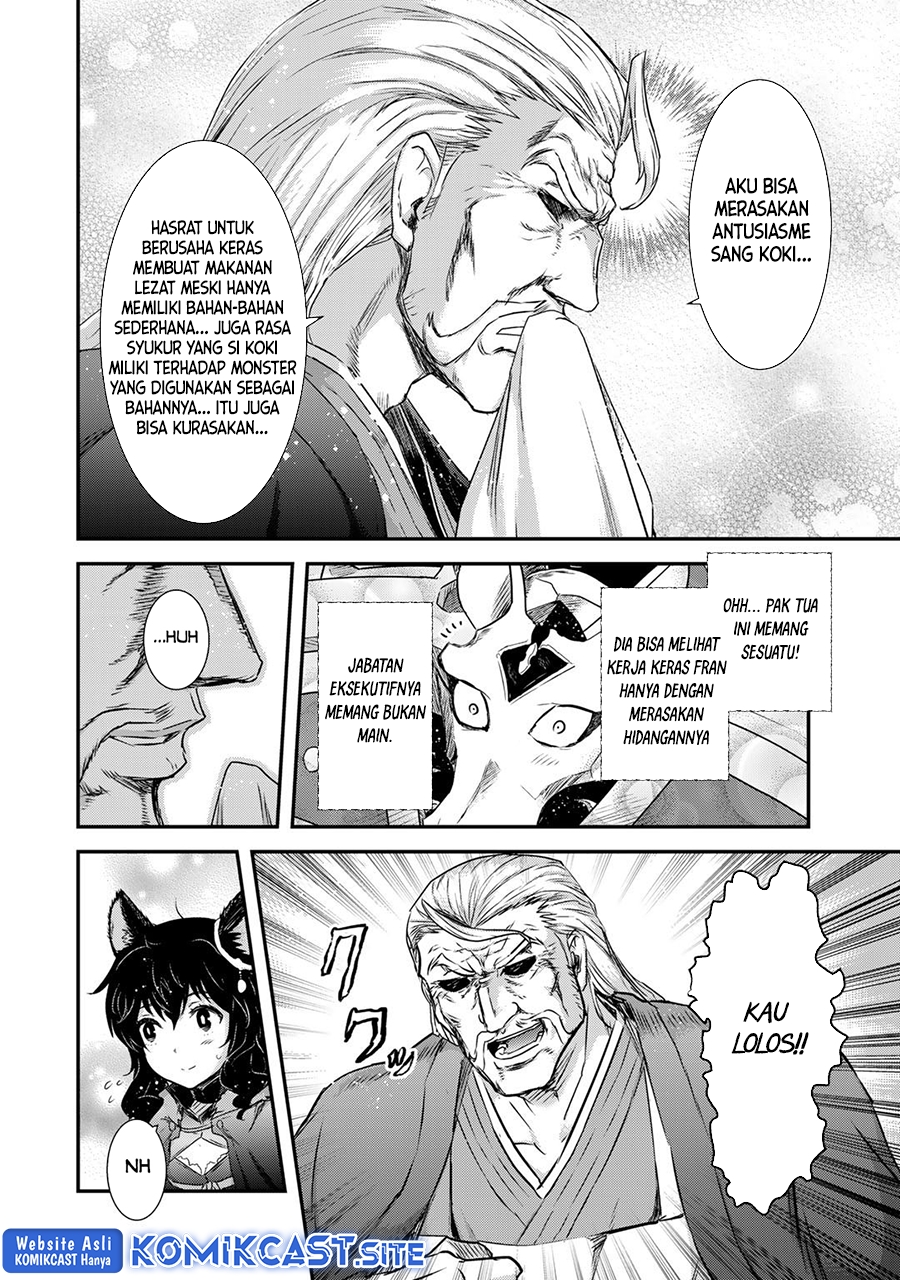 AKU BISA
MERASAKAN
ANTUSIASME
SANG KOKI...
HASRAT UNTUK
BERUSAHA KERAS
MEMBUAT MAKANAN
LEZAT MESKI HANYA
MEMILIKI BAHAN-BAHAN
SEDERHANA... JUGA RASA
SYUKUR YANG SI KOKI
MILIKI TERHADAP MONSTER
YANG DIGUNAKAN SEBAGAI
BAHANNYA... ITU JUGA
BISA KURASAKAN...
OHH... PAK TUA
INI MEMANG
SESUATU!
DIA BISA MELIHAT
KERJA KERAS FRAN
HANYA DENGAN
MERASAKAN
HIDANGANNYA
JABATAN
EKSEKUTIFNYA
MEMANG BUKAN
MAIN.
...HUH
KAU
LOLOS!!
クワッ
NH
Website Asli
KOMIKCAST Hanya
KOMIKCAST.SITE